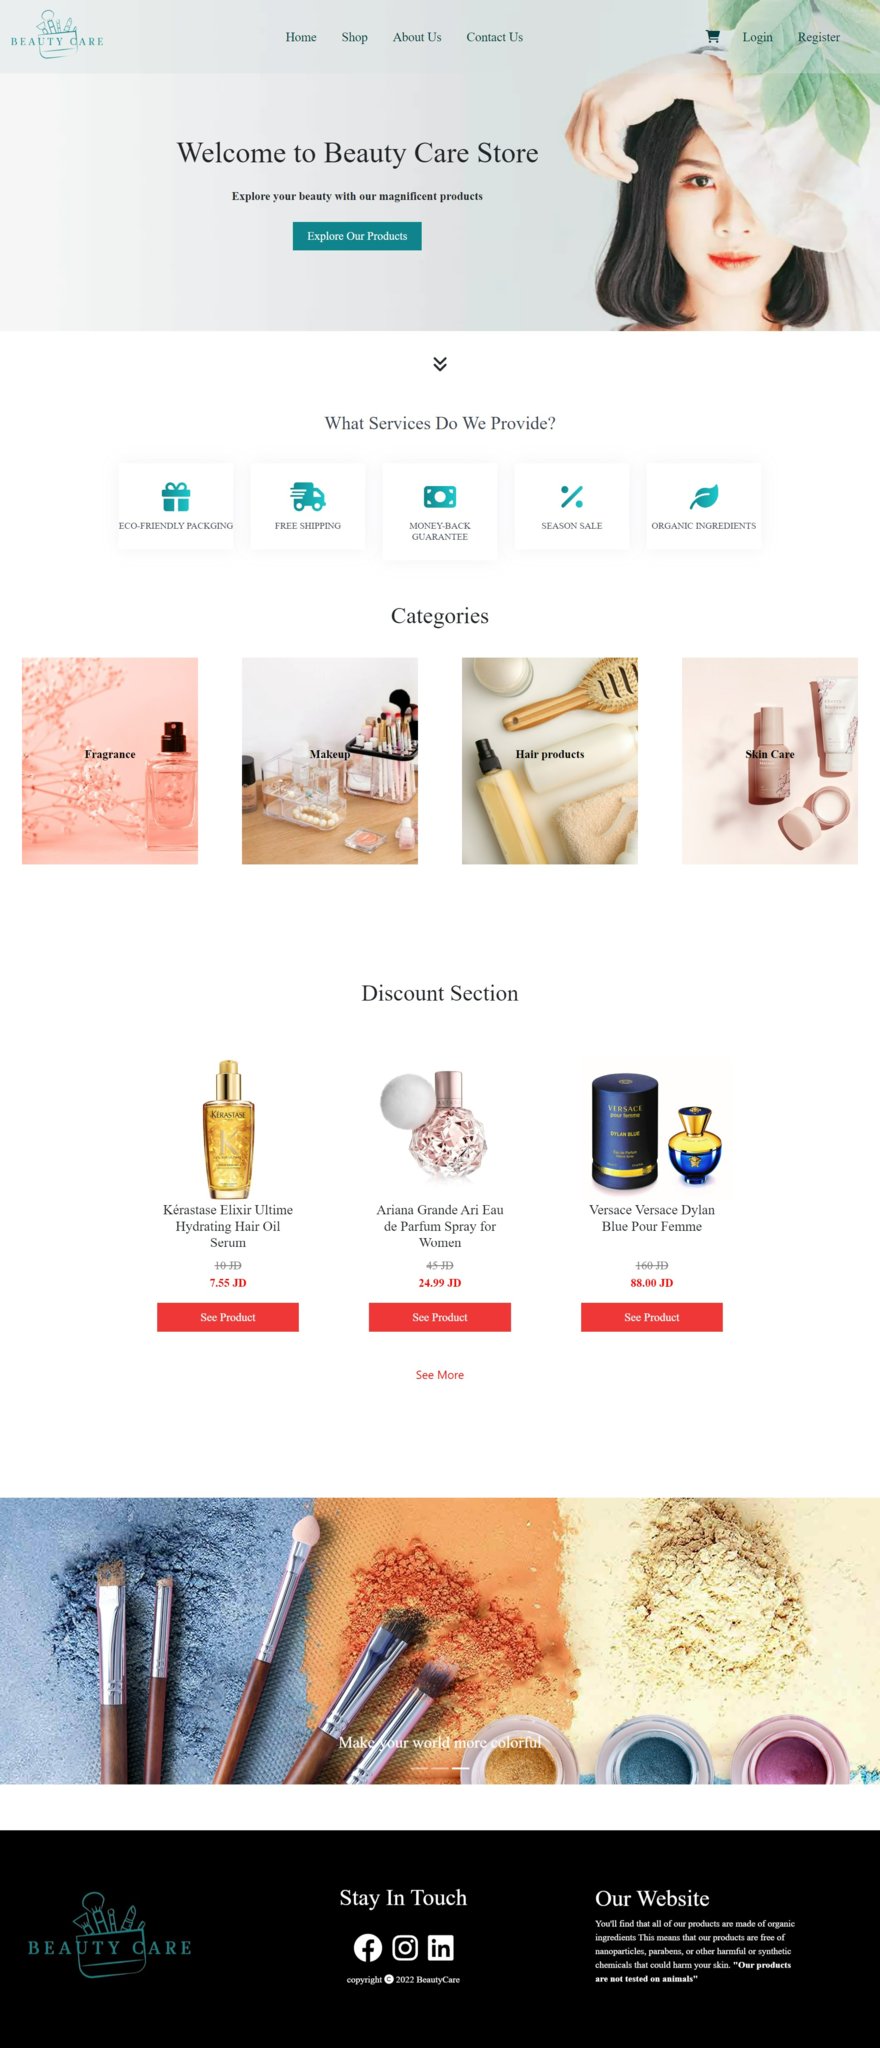 BEAUTY CARE
Home
Shop
About Us
Contact Us
Login
Register
Welcome to Beauty Care Store
Explore your beauty with our magnificent products
Explore Our Products
What Services Do We Provide?
ECO-FRIENDLY PACKGING
FREE SHIPPING
MONEY-BACK
GUARANTEE
SEASON SALE
ORGANIC INGREDIENTS
Categories
Fragrance
Makeup
Hair products
Skin Care
Discount Section
KÉRASTASE
VERSACE
pour femme
DYLAN BLUE
Kérastase Elixir Ultime
Hydrating Hair Oil
Serum
10 JD
7.55 JD
See Product
Ariana Grande Ari Eau
de Parfum Spray for
Women
45 JD
24.99 JD
See Product
Versace Versace Dylan
Blue Pour Femme
160 JD
88.00 JD
See Product
See More
Make your world more colorful
BEAUTY CARE
Stay In Touch
copyright C 2022 BeautyCare
Our Website
You'll find that all of our products are made of organic
ingredients This means that our products are free of
nanoparticles, parabens, or other harmful or synthetic
chemicals that could harm your skin. "Our products
are not tested on animals"